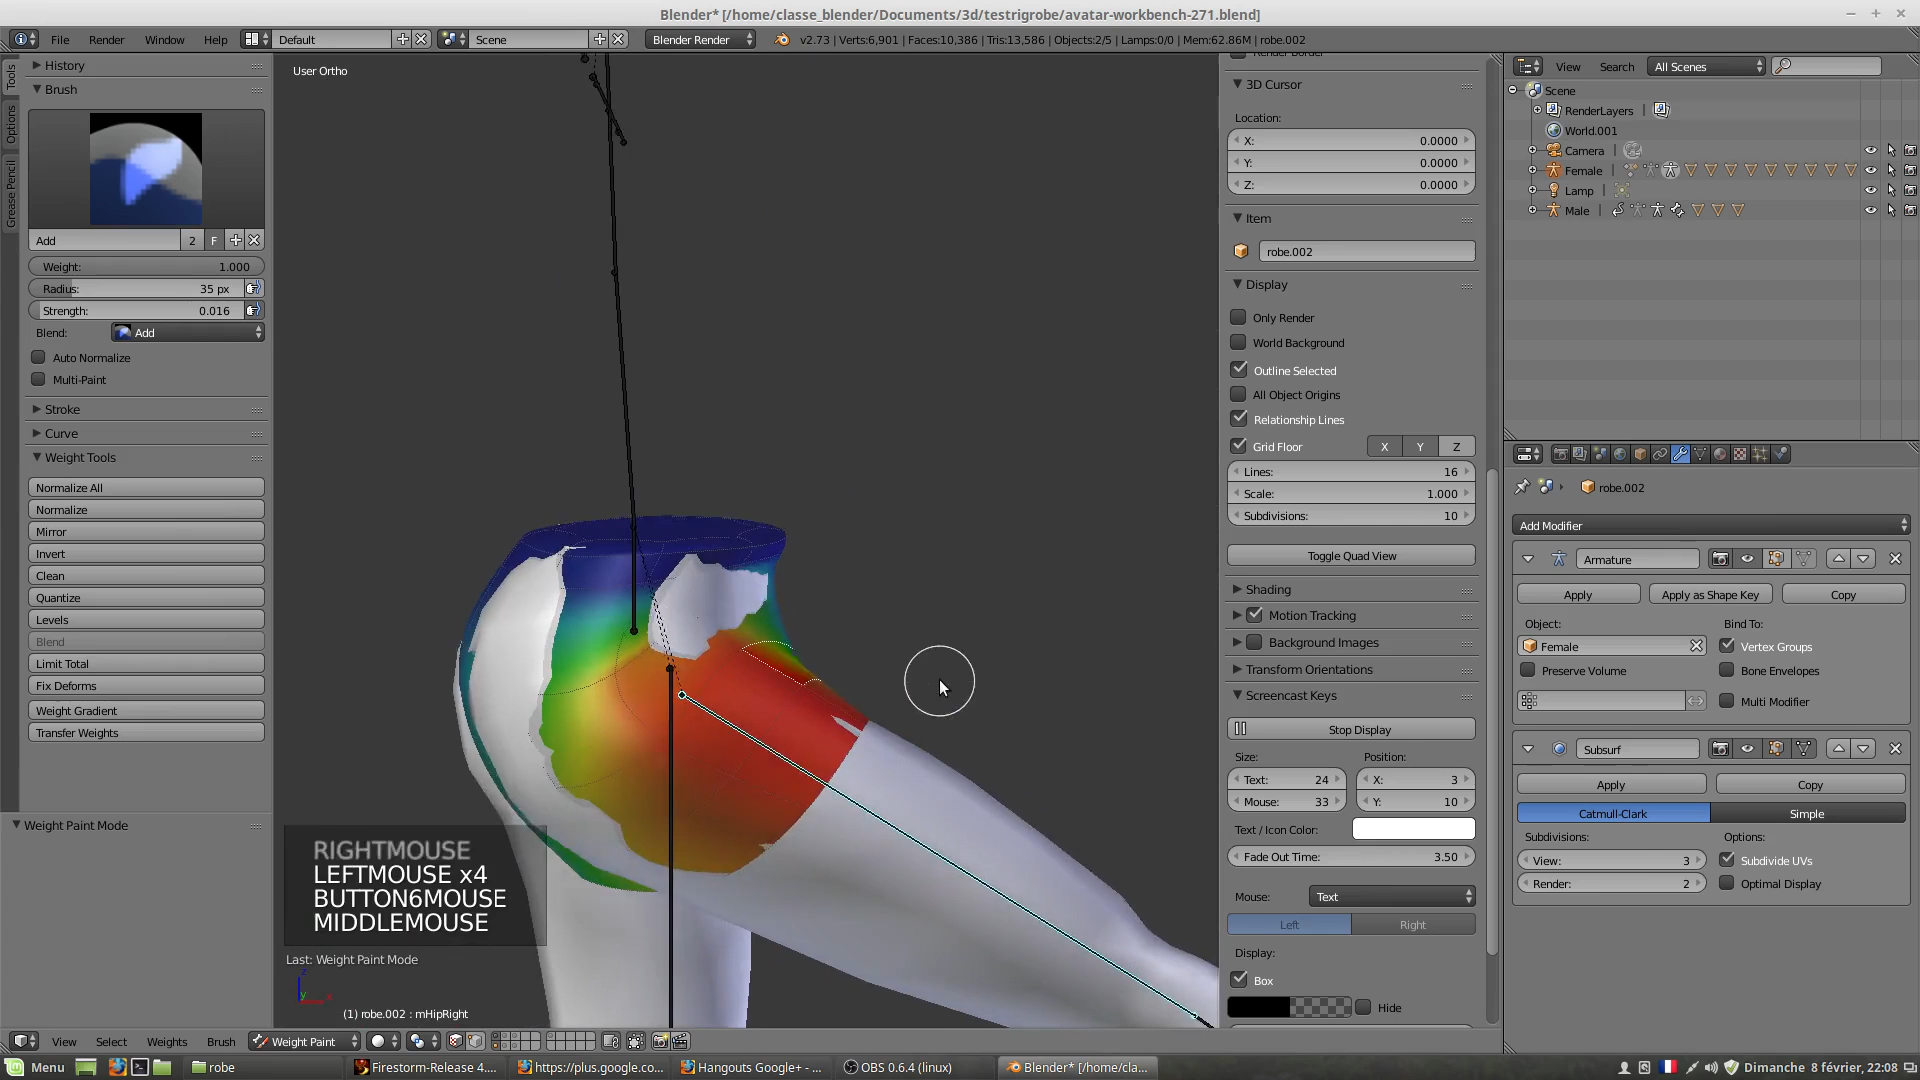 Blender* [/home/classe_blender/Documents/3d/testrigrobe/avatar-workbench-271.blend]
File Render Window Help Default Scene Blender Render v2.73 | Verts:6,901 | Faces:10,386 | Tris:13,586 | Objects:2/5 | Lamps:0/0 | Mem:62.86M | robe.002
Tools
Options
Grease Pencil
History
Brush
Add 2 F
Weight: 1.000
Radius: 35 px
Strength: 0.016
Blend: Add
Auto Normalize
Multi-Paint
Stroke
Curve
Weight Tools
Normalize All
Normalize
Mirror
Invert
Clean
Quantize
Levels
Blend
Limit Total
Fix Deforms
Weight Gradient
Transfer Weights
Weight Paint Mode
User Ortho
RIGHTMOUSE
LEFTMOUSE x4
BUTTON6MOUSE
MIDDLEMOUSE
Last: Weight Paint Mode
z
y x
(1) robe.002 : mHipRight
View Select Weights Brush Weight Paint
3D Cursor
Location:
X: 0.0000
Y: 0.0000
Z: 0.0000
Item
robe.002
Display
Only Render
World Background
Outline Selected
All Object Origins
Relationship Lines
Grid Floor X Y Z
Lines: 16
Scale: 1.000
Subdivisions: 10
Toggle Quad View
Shading
Motion Tracking
Background Images
Transform Orientations
Screencast Keys
Stop Display
Size: Position:
Text: 24 X: 3
Mouse: 33 Y: 10
Text / Icon Color:
Fade Out Time: 3.50
Mouse: Text
Left Right
Display:
Box
Hide
View Search All Scenes
Scene
RenderLayers
World.001
Camera
Female
Lamp
Male
robe.002
Add Modifier
Armature
Apply Apply as Shape Key Copy
Object: Bind To:
Female Vertex Groups
Preserve Volume Bone Envelopes
Multi Modifier
Subsurf
Apply Copy
Catmull-Clark Simple
Subdivisions: Options:
View: 3 Subdivide UVs
Render: 2 Optimal Display
Menu robe Firestorm-Release 4.... https://plus.google.co... Hangouts Google+ - ... OBS 0.6.4 (linux) Blender* [/home/cla... Dimanche 8 février, 22:08